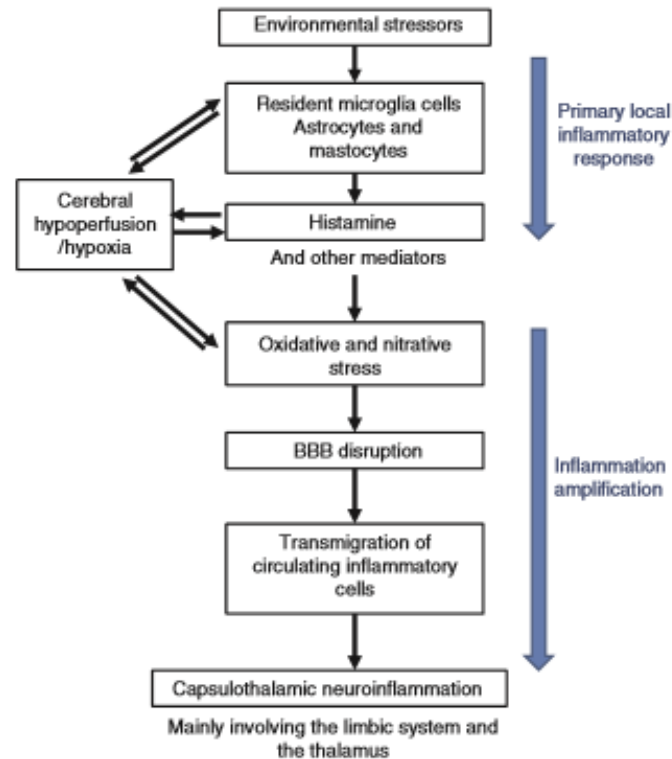 Environmental stressors
Resident microglia cells
Astrocytes and
mastocytes
Primary local
inflammatory
response
Cerebral
hypoperfusion
/hypoxia
Histamine
And other mediators
Oxidative and nitrative
stress
BBB disruption
Inflammation
amplification
Transmigration of
circulating inflammatory
cells
Capsulothalamic neuroinflammation
Mainly involving the limbic system and
the thalamus